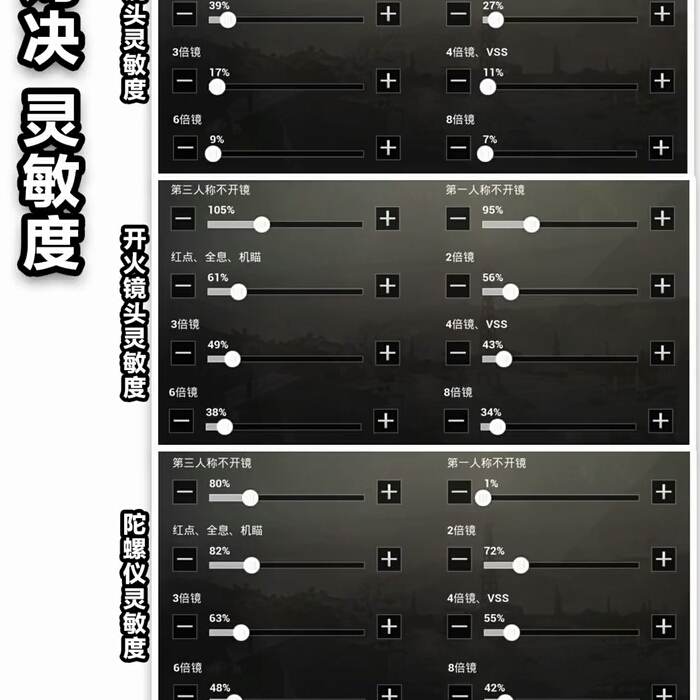 决 灵敏度
头灵敏度
39%
27%
3倍镜
4倍镜、VSS
17%
11%
6倍镜
8倍镜
9%
7%
开火镜头灵敏度
第三人称不开镜
第一人称不开镜
105%
95%
红点、全息、机瞄
2倍镜
61%
56%
3倍镜
4倍镜、VSS
49%
43%
6倍镜
8倍镜
38%
34%
陀螺仪灵敏度
第三人称不开镜
第一人称不开镜
80%
1%
红点、全息、机瞄
2倍镜
82%
72%
3倍镜
4倍镜、VSS
63%
55%
6倍镜
8倍镜
48%
42%